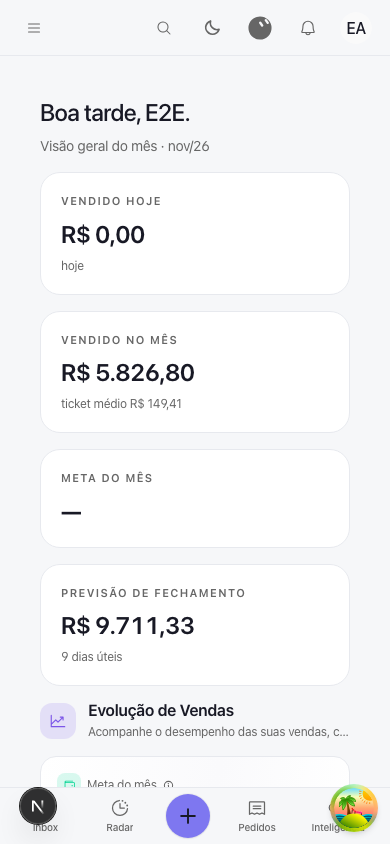 EA
Boa tarde, E2E.
Visão geral do mês · nov/26
VENDIDO HOJE
R$ 0,00
hoje
VENDIDO NO MÊS
R$ 5.826,80
ticket médio R$ 149,41
META DO MÊS
—
PREVISÃO DE FECHAMENTO
R$ 9.711,33
9 dias úteis
Evolução de Vendas
Acompanhe o desempenho das suas vendas, c...
Meta do mês
N
Inbox
Radar
Pedidos